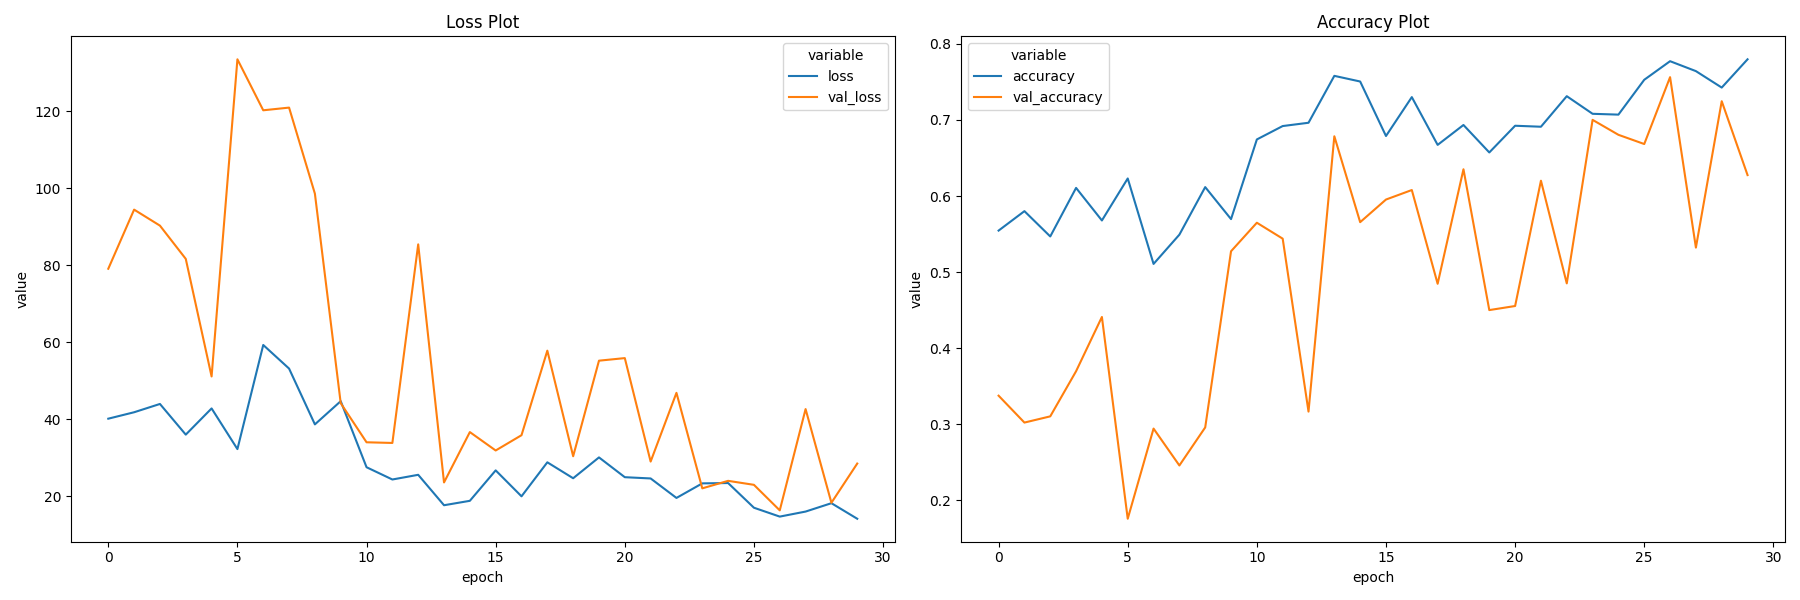 Loss Plot
variable
loss
val_loss
120
100
80
60
40
20
value
0 5 10 15 20 25 30
epoch
Accuracy Plot
variable
accuracy
val_accuracy
0.8
0.7
0.6
0.5
0.4
0.3
0.2
value
0 5 10 15 20 25 30
epoch